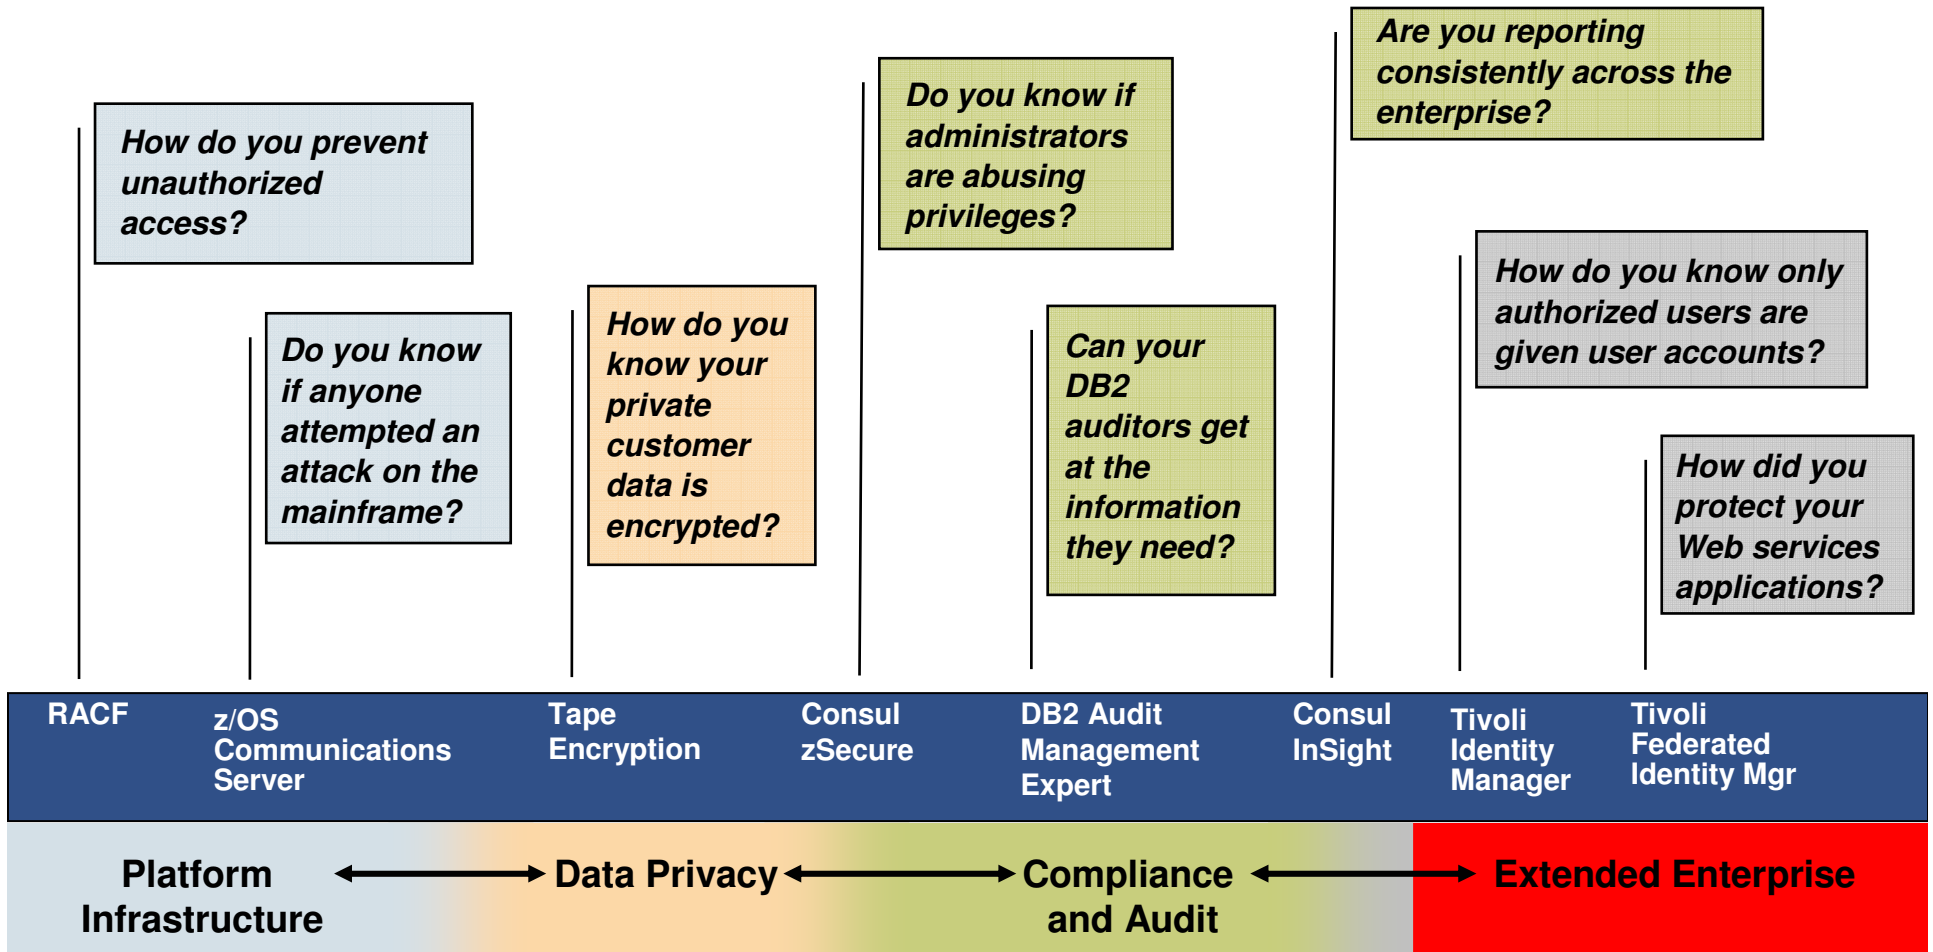 How do you prevent
unauthorized
access?
Do you know
if anyone
attempted an
attack on the
mainframe?
How do you
know your
private
customer
data is
encrypted?
Do you know if
administrators
are abusing
privileges?
Can your
DB2
auditors get
at the
information
they need?
Are you reporting
consistently across the
enterprise?
How do you know only
authorized users are
given user accounts?
How did you
protect your
Web services
applications?
RACF
z/OS
Communications
Server
Tape
Encryption
Consul
zSecure
DB2 Audit
Management
Expert
Consul
InSight
Tivoli
Identity
Manager
Tivoli
Federated
Identity Mgr
Platform
Infrastructure
Data Privacy
Compliance
and Audit
Extended Enterprise